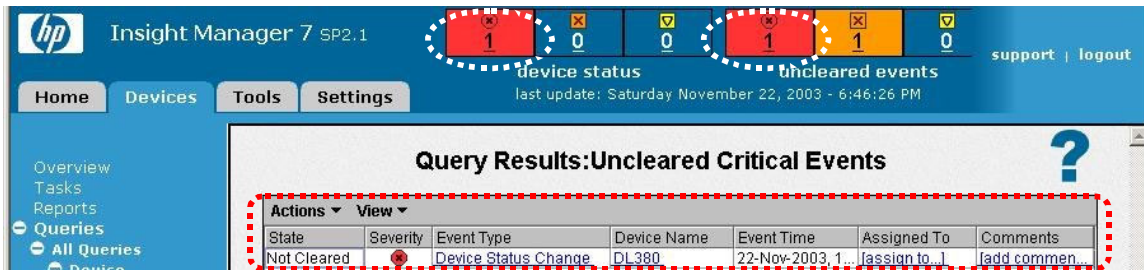 hp Insight Manager 7 SP2.1
1 0 0 1 1 0
device status uncleared events
support | logout
last update: Saturday November 22, 2003 - 6:46:26 PM
Home Devices Tools Settings
Overview
Tasks
Reports
Queries
All Queries
Device
Query Results:Uncleared Critical Events
?
Actions View
State Severity Event Type Device Name Event Time Assigned To Comments
Not Cleared Device Status Change DL380 22-Nov-2003, 1... [assign to...] [add commen...